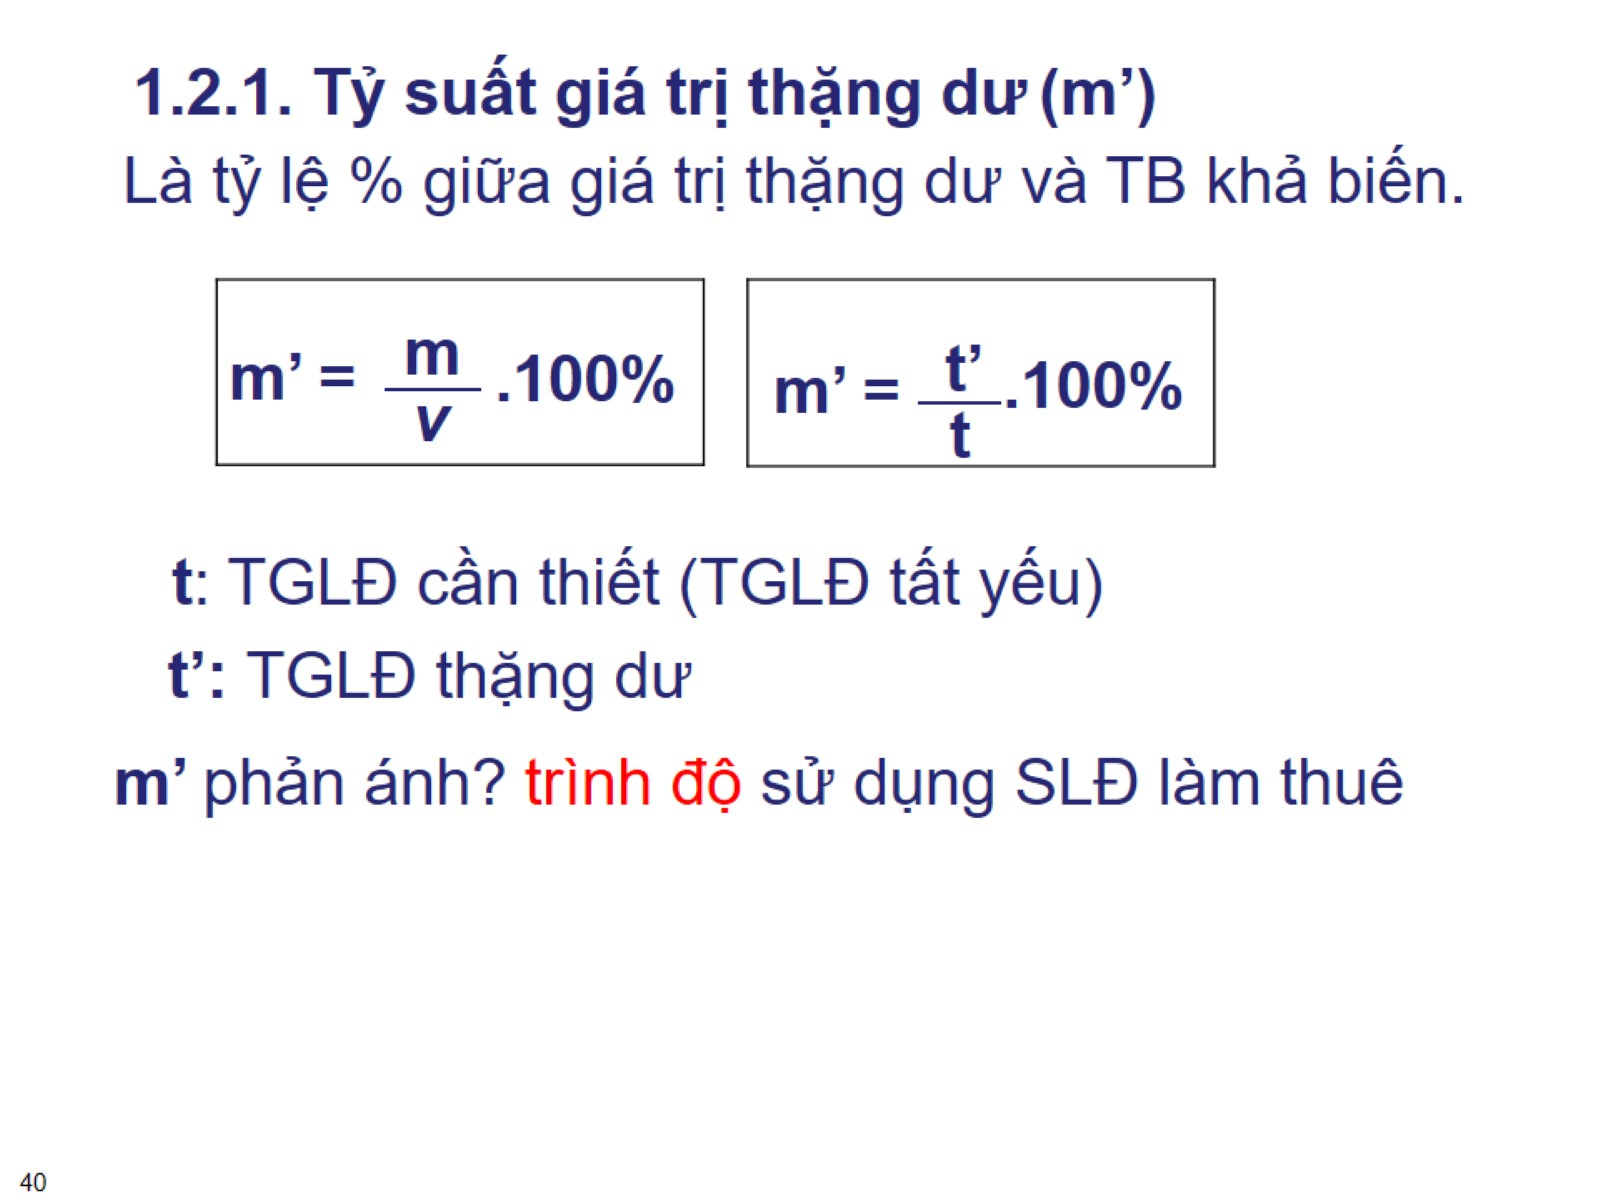 1.2.1. Tỷ suất giá trị thặng dư (m’)
Là tỷ lệ % giữa giá trị thặng dư và TB khả biến.
m’ = m / v .100%
m’ = t’ / t .100%
t: TGLĐ cần thiết (TGLĐ tất yếu)
t’: TGLĐ thặng dư
m’ phản ánh? trình độ sử dụng SLĐ làm thuê
40